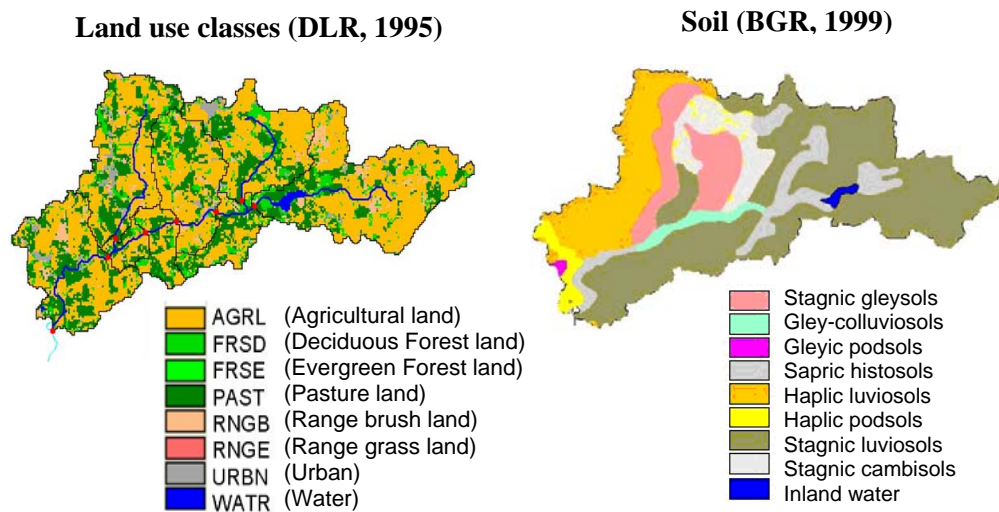 Land use classes (DLR, 1995)
Soil (BGR, 1999)
AGRL (Agricultural land)
FRSD (Deciduous Forest land)
FRSE (Evergreen Forest land)
PAST (Pasture land)
RNGB (Range brush land)
RNGE (Range grass land)
URBN (Urban)
WATR (Water)
Stagnic gleysols
Gley-colluviosols
Gleyic podsols
Sapric histosols
Haplic luviosols
Haplic podsols
Stagnic luviosols
Stagnic cambisols
Inland water